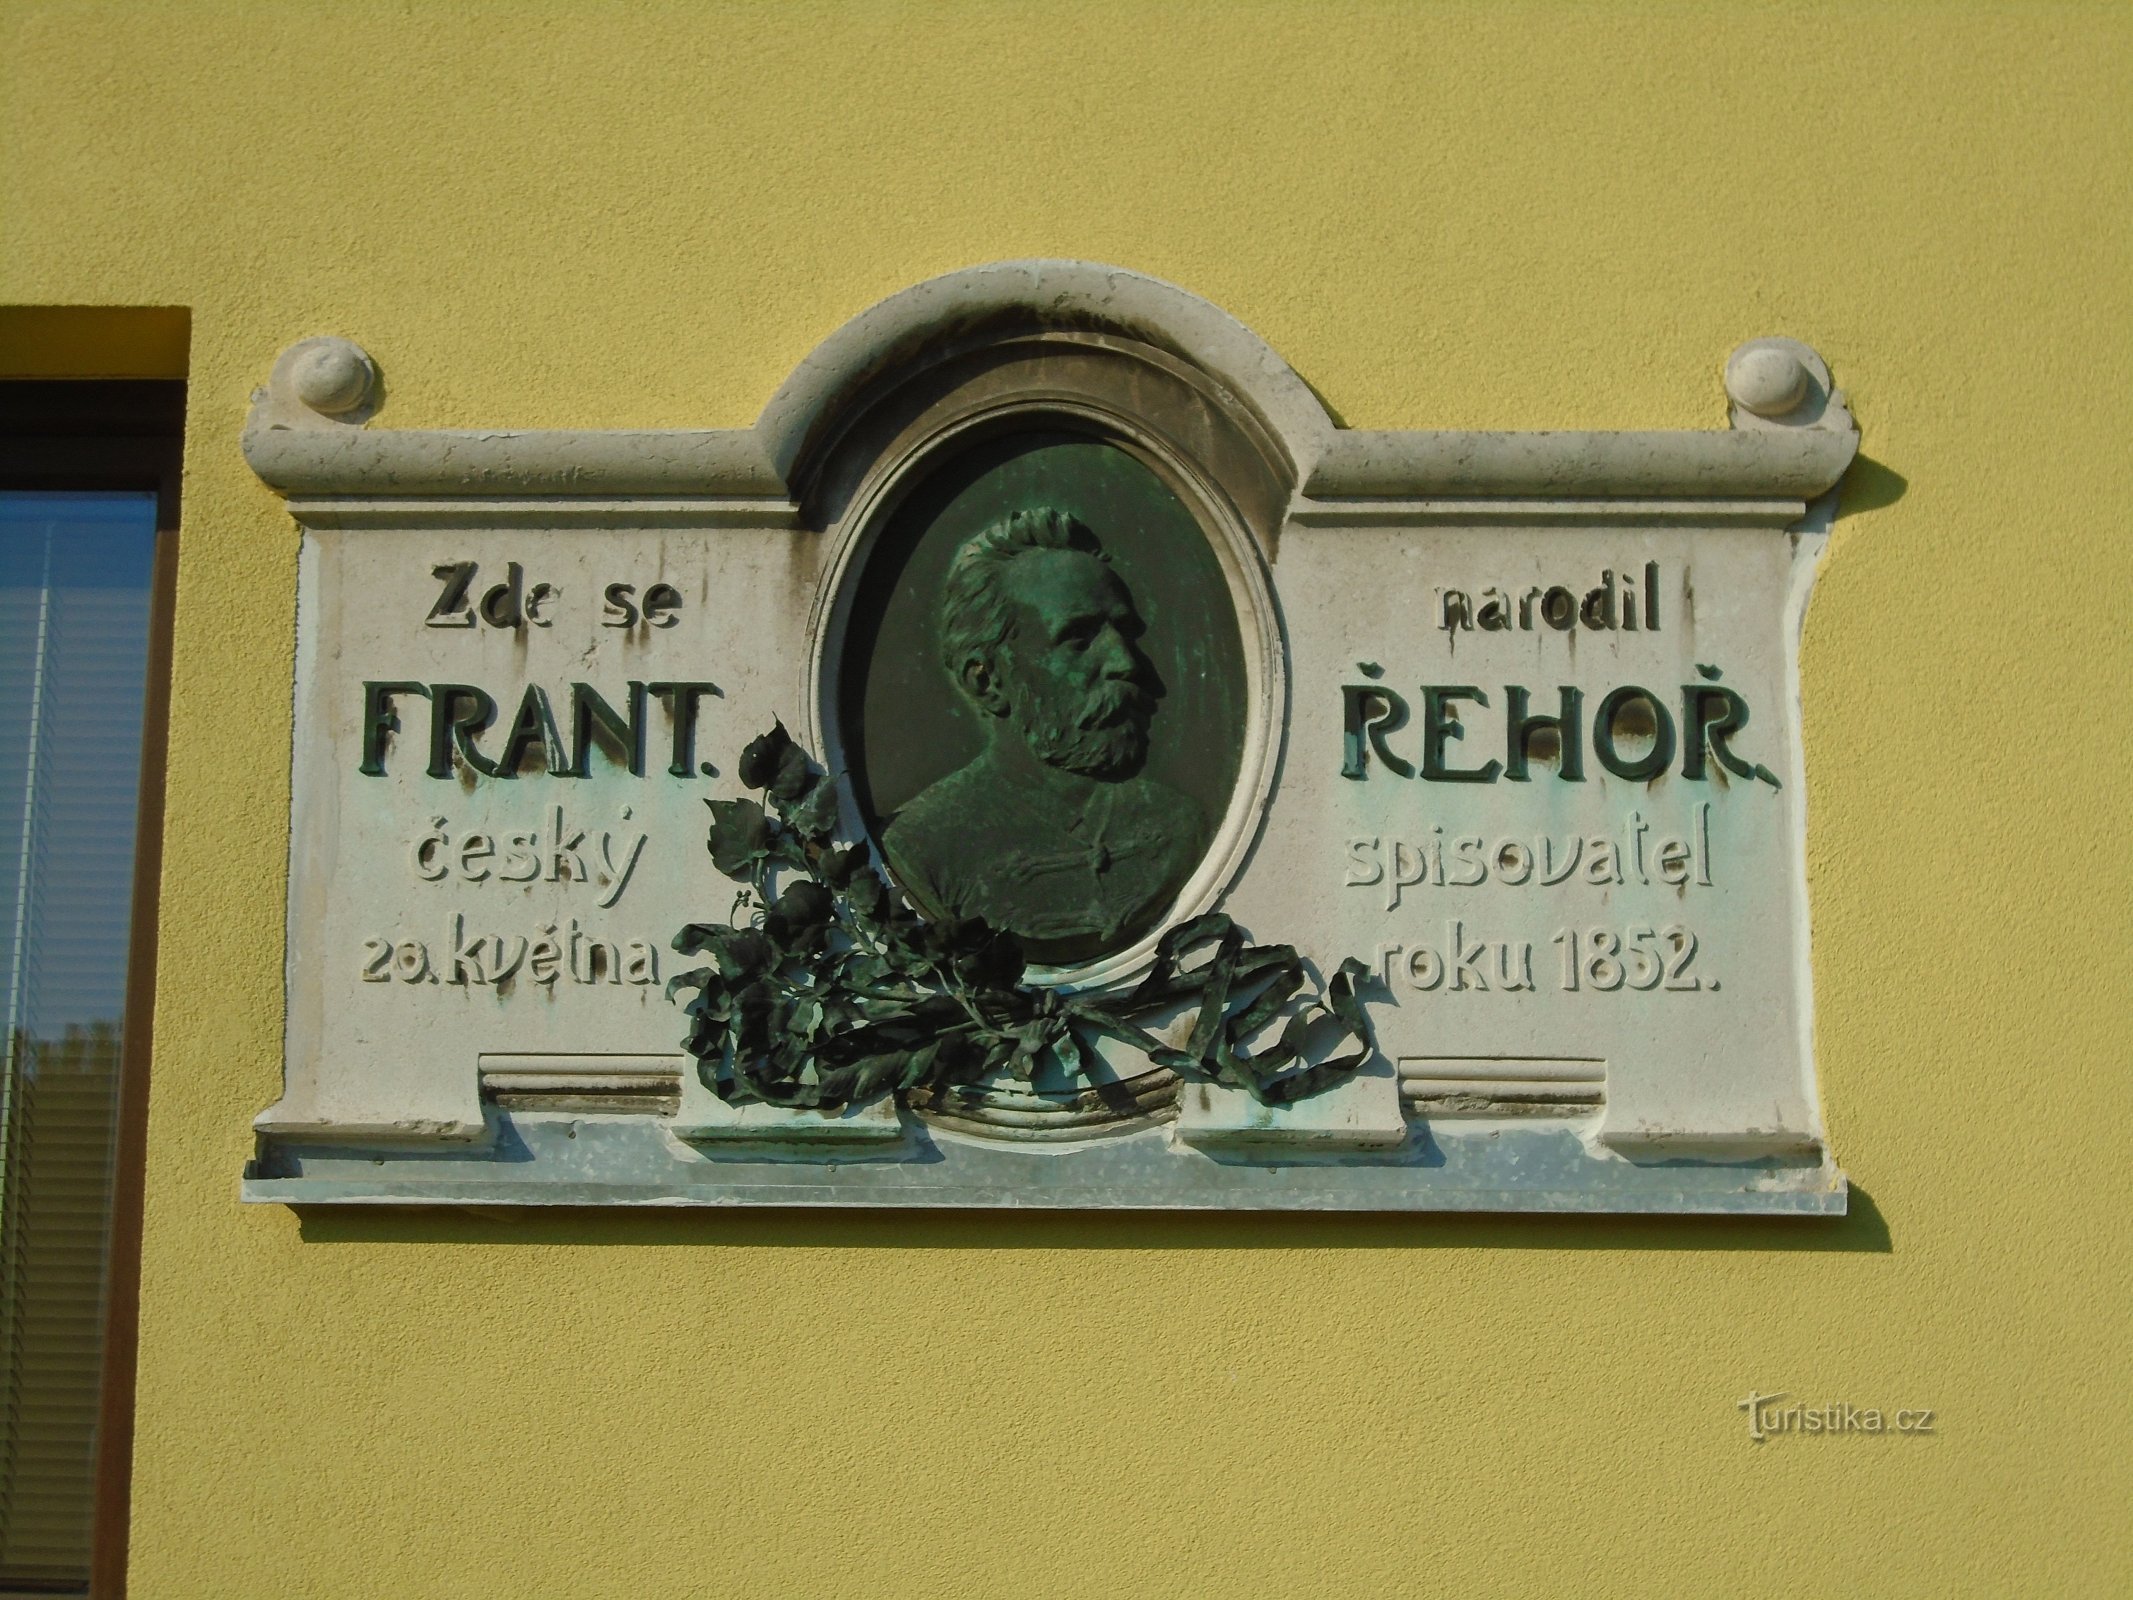 Zde se narodil
FRANT. ŘEHOŘ,
český spisovatel
20. května roku 1852.
Turistika.cz